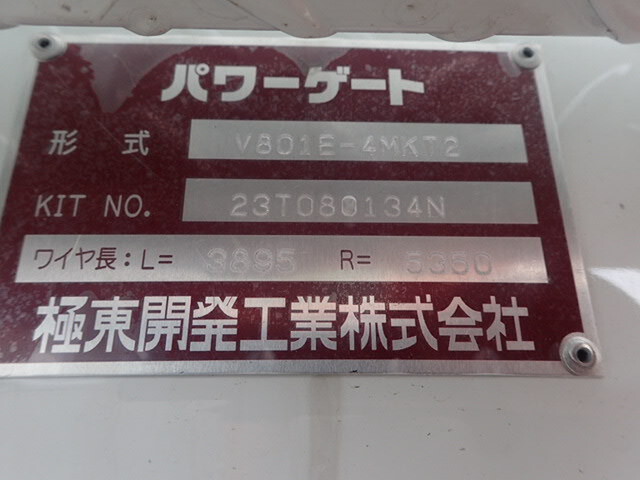 パワーゲート
形式 V801E-4MKT2
KIT NO. 23T080134N
ワイヤ長:L= 3895 R=
極東開発工業株式会社